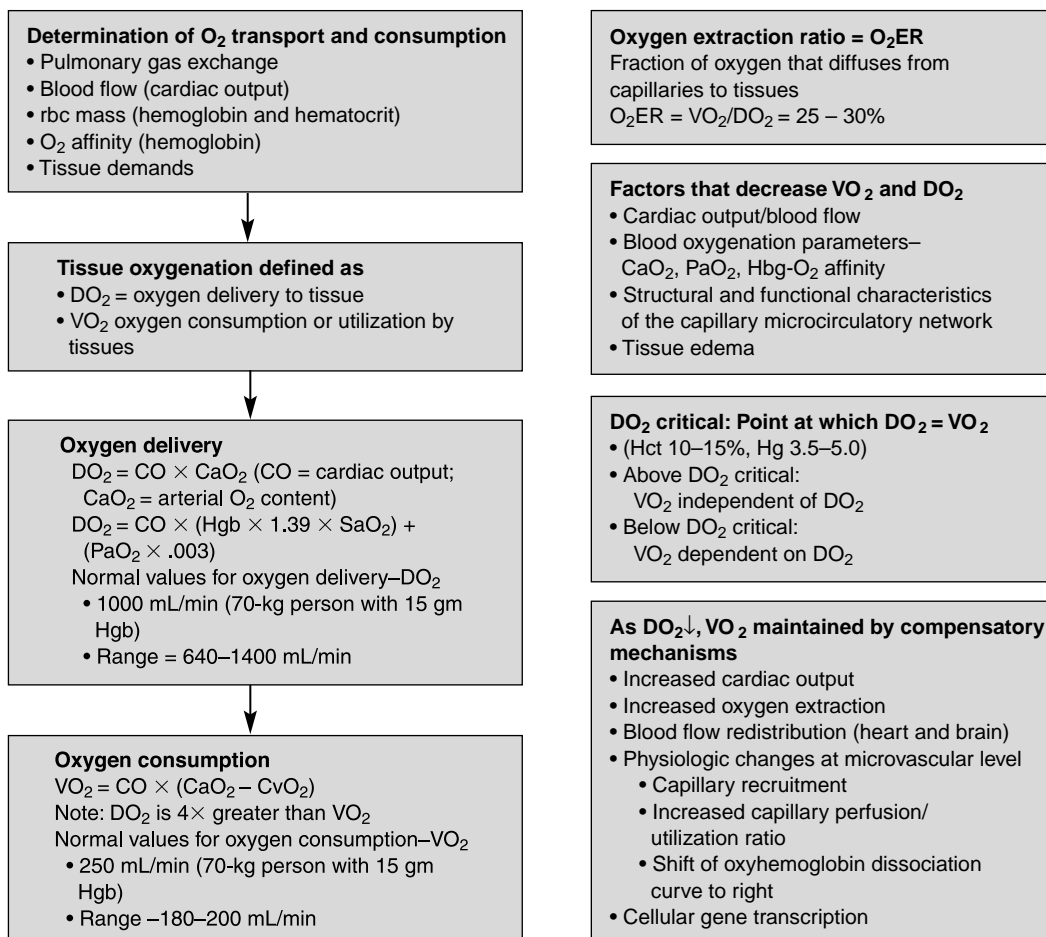 Determination of O₂ transport and consumption
• Pulmonary gas exchange
• Blood flow (cardiac output)
• rbc mass (hemoglobin and hematocrit)
• O₂ affinity (hemoglobin)
• Tissue demands
Tissue oxygenation defined as
• DO₂ = oxygen delivery to tissue
• VO₂ oxygen consumption or utilization by
tissues
Oxygen delivery
DO₂ = CO × CaO₂ (CO = cardiac output;
CaO₂ = arterial O₂ content)
DO₂ = CO × (Hgb × 1.39 × SaO₂) +
(PaO₂ × .003)
Normal values for oxygen delivery–DO₂
• 1000 mL/min (70-kg person with 15 gm
Hgb)
• Range = 640–1400 mL/min
Oxygen consumption
VO₂ = CO × (CaO₂ – CvO₂)
Note: DO₂ is 4× greater than VO₂
Normal values for oxygen consumption–VO₂
• 250 mL/min (70-kg person with 15 gm
Hgb)
• Range –180–200 mL/min
Oxygen extraction ratio = O₂ER
Fraction of oxygen that diffuses from
capillaries to tissues
O₂ER = VO₂/DO₂ = 25 – 30%
Factors that decrease VO₂ and DO₂
• Cardiac output/blood flow
• Blood oxygenation parameters–
CaO₂, PaO₂, Hbg-O₂ affinity
• Structural and functional characteristics
of the capillary microcirculatory network
• Tissue edema
DO₂ critical: Point at which DO₂ = VO₂
• (Hct 10–15%, Hg 3.5–5.0)
• Above DO₂ critical:
VO₂ independent of DO₂
• Below DO₂ critical:
VO₂ dependent on DO₂
As DO₂↓, VO₂ maintained by compensatory
mechanisms
• Increased cardiac output
• Increased oxygen extraction
• Blood flow redistribution (heart and brain)
• Physiologic changes at microvascular level
• Capillary recruitment
• Increased capillary perfusion/
utilization ratio
• Shift of oxyhemoglobin dissociation
curve to right
• Cellular gene transcription